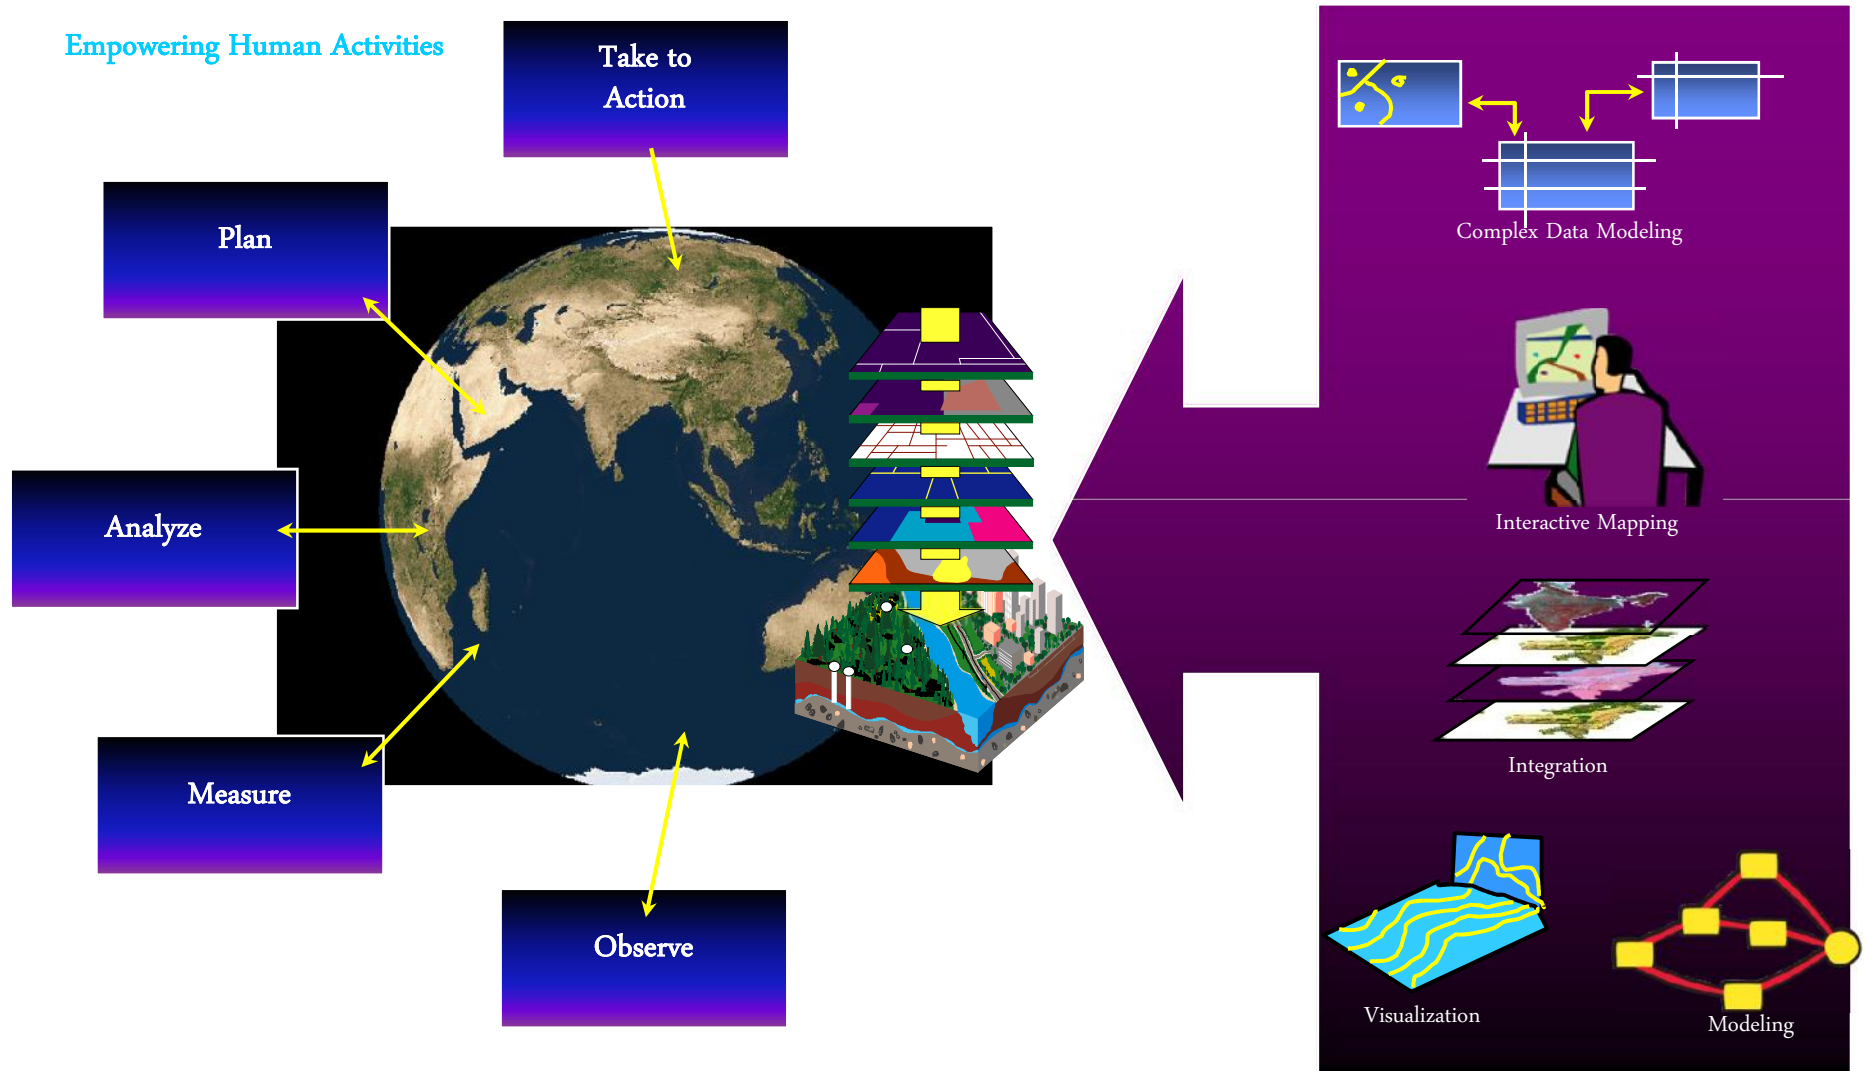 Empowering Human Activities
Take to
Action
Plan
Analyze
Measure
Observe
Complex Data Modeling
Interactive Mapping
Integration
Visualization
Modeling